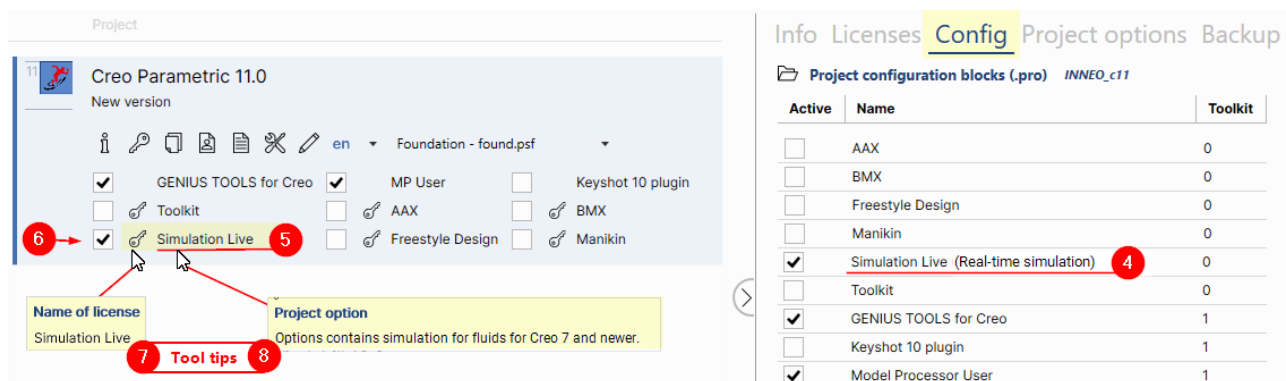 Project
11
Creo Parametric 11.0
New version
en Foundation - found.psf
GENIUS TOOLS for Creo MP User Keyshot 10 plugin
Toolkit AAX BMX
6 Simulation Live 5 Freestyle Design Manikin
Name of license
Simulation Live
Project option
Options contains simulation for fluids for Creo 7 and newer.
7 Tool tips 8
Info Licenses Config Project options Backup
Project configuration blocks (.pro) INNEO_c11
Active Name Toolkit
AAX 0
BMX 0
Freestyle Design 0
Manikin 0
Simulation Live (Real-time simulation) 4 0
Toolkit 0
GENIUS TOOLS for Creo 1
Keyshot 10 plugin 1
Model Processor User 1